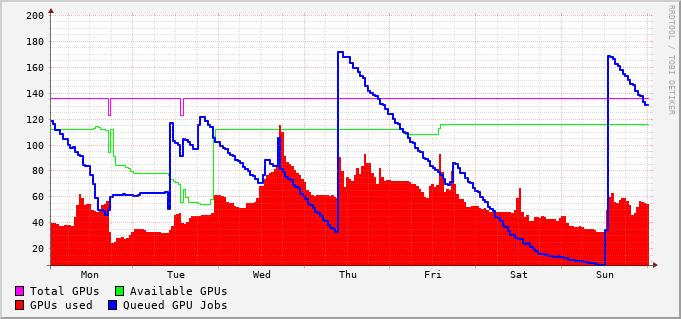 200
180
160
140
120
100
80
60
40
20
Mon Tue Wed Thu Fri Sat Sun
Total GPUs Available GPUs
GPUs used Queued GPU Jobs
RRDTOOL / TOBI OETIKER